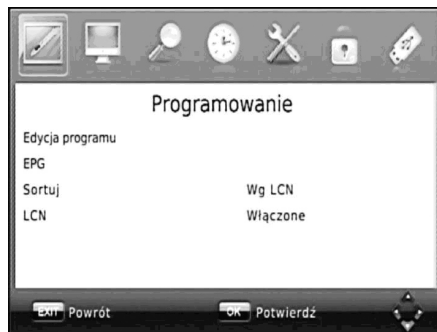 Programowanie
Edycja programu
EPG
Sortuj Wg LCN
LCN Włączone
EXIT Powrót OK Potwierdź